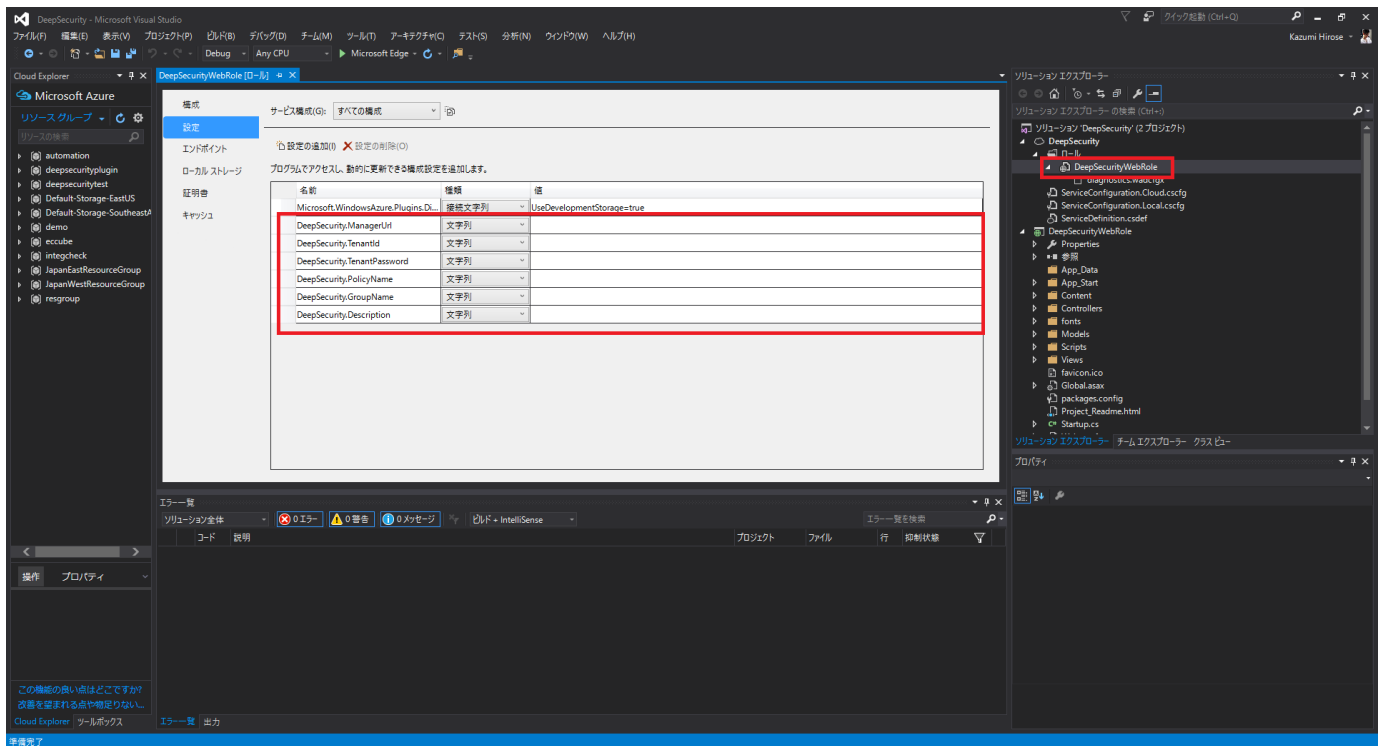 DeepSecurity - Microsoft Visual Studio
クイック起動 (Ctrl+Q)
ファイル(F) 編集(E) 表示(V) プロジェクト(P) ビルド(B) デバッグ(D) チーム(M) ツール(T) アーキテクチャ(C) テスト(S) 分析(N) ウィンドウ(W) ヘルプ(H)
Kazumi Hirose
Debug Any CPU Microsoft Edge
Cloud Explorer
Microsoft Azure
リソース グループ
リソースの検索
automation
deepsecurityplugin
deepsecuritytest
Default-Storage-EastUS
Default-Storage-SoutheastA
demo
eccube
integcheck
JapanEastResourceGroup
JapanWestResourceGroup
resgroup
操作 プロパティ
この機能の良い点はどこですか?
改善を望まれる点や物足りない...
Cloud Explorer ツールボックス
DeepSecurityWebRole [ロール]
構成
設定
エンドポイント
ローカル ストレージ
証明書
キャッシュ
サービス構成(G): すべての構成
設定の追加(I) 設定の削除(O)
プログラムでアクセスし、動的に更新できる構成設定を追加します。
名前 種類 値
Microsoft.WindowsAzure.Plugins.Di... 接続文字列 UseDevelopmentStorage=true
DeepSecurity.ManagerUrl 文字列
DeepSecurity.TenantId 文字列
DeepSecurity.TenantPassword 文字列
DeepSecurity.PolicyName 文字列
DeepSecurity.GroupName 文字列
DeepSecurity.Description 文字列
エラー一覧
ソリューション全体 0 エラー 0 警告 0 メッセージ ビルド + IntelliSense エラー一覧を検索
コード 説明 プロジェクト ファイル 行 抑制状態
エラー一覧 出力
ソリューション エクスプローラー
ソリューション エクスプローラー の検索 (Ctrl+;)
ソリューション 'DeepSecurity' (2 プロジェクト)
DeepSecurity
ロール
DeepSecurityWebRole
diagnostics.wadcfgx
ServiceConfiguration.Cloud.cscfg
ServiceConfiguration.Local.cscfg
ServiceDefinition.csdef
DeepSecurityWebRole
Properties
参照
App_Data
App_Start
Content
Controllers
fonts
Models
Scripts
Views
favicon.ico
Global.asax
packages.config
Project_Readme.html
Startup.cs
ソリューション エクスプローラー チーム エクスプローラー クラス ビュー
プロパティ
準備完了